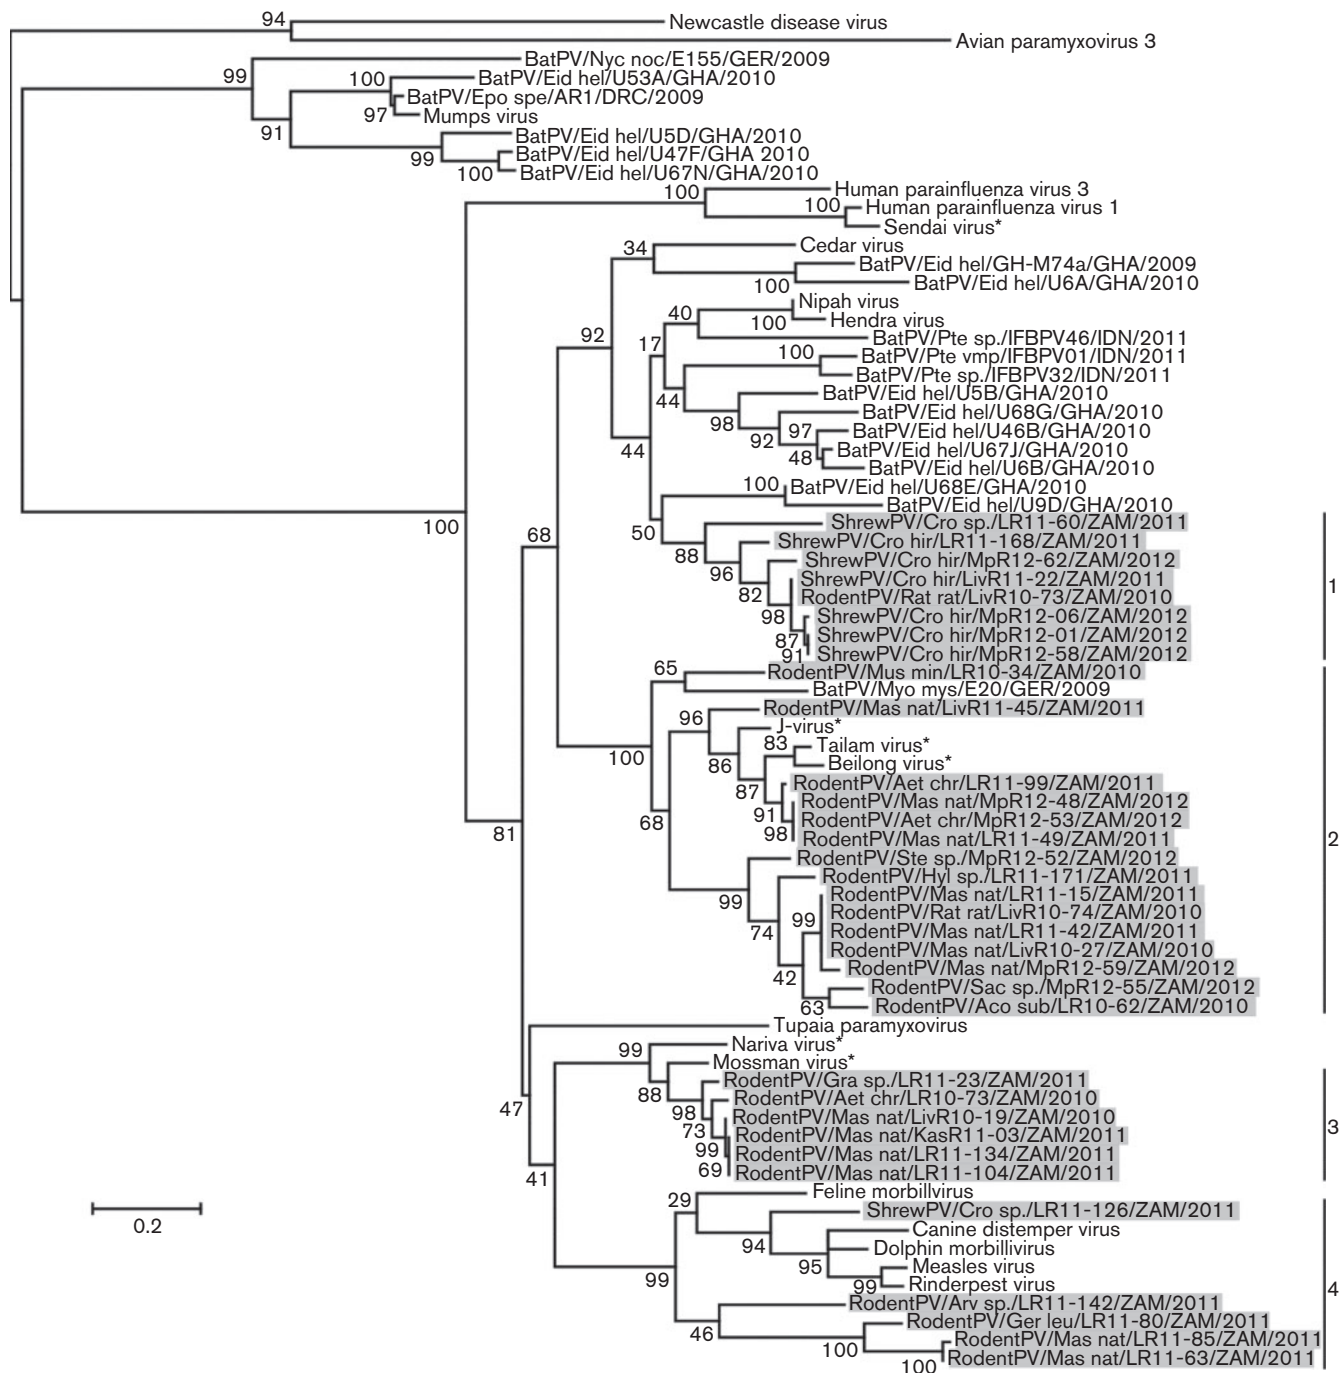 94
Newcastle disease virus
Avian paramyxovirus 3
BatPV/Nyc noc/E155/GER/2009
99
100
BatPV/Eid hel/U53A/GHA/2010
BatPV/Epo spe/AR1/DRC/2009
97
Mumps virus
91
BatPV/Eid hel/U5D/GHA/2010
99
BatPV/Eid hel/U47F/GHA 2010
100
BatPV/Eid hel/U67N/GHA/2010
100
Human parainfluenza virus 3
100
Human parainfluenza virus 1
Sendai virus*
34
Cedar virus
BatPV/Eid hel/GH-M74a/GHA/2009
100
BatPV/Eid hel/U6A/GHA/2010
Nipah virus
40
100
Hendra virus
92
17
BatPV/Pte sp./IFBPV46/IDN/2011
100
BatPV/Pte vmp/IFBPV01/IDN/2011
BatPV/Pte sp./IFBPV32/IDN/2011
44
BatPV/Eid hel/U5B/GHA/2010
98
BatPV/Eid hel/U68G/GHA/2010
92
97
BatPV/Eid hel/U46B/GHA/2010
44
48
BatPV/Eid hel/U67J/GHA/2010
BatPV/Eid hel/U6B/GHA/2010
100
BatPV/Eid hel/U68E/GHA/2010
BatPV/Eid hel/U9D/GHA/2010
100
68
50
ShrewPV/Cro sp./LR11-60/ZAM/2011
88
ShrewPV/Cro hir/LR11-168/ZAM/2011
96
ShrewPV/Cro hir/MpR12-62/ZAM/2012
82
ShrewPV/Cro hir/LivR11-22/ZAM/2011
1
RodentPV/Rat rat/LivR10-73/ZAM/2010
98
ShrewPV/Cro hir/MpR12-06/ZAM/2012
87
ShrewPV/Cro hir/MpR12-01/ZAM/2012
91
ShrewPV/Cro hir/MpR12-58/ZAM/2012
65
RodentPV/Mus min/LR10-34/ZAM/2010
BatPV/Myo mys/E20/GER/2009
96
RodentPV/Mas nat/LivR11-45/ZAM/2011
J-virus*
100
83
Tailam virus*
86
Beilong virus*
87
RodentPV/Aet chr/LR11-99/ZAM/2011
RodentPV/Mas nat/MpR12-48/ZAM/2012
91
RodentPV/Aet chr/MpR12-53/ZAM/2012
81
68
98
RodentPV/Mas nat/LR11-49/ZAM/2011
2
RodentPV/Ste sp./MpR12-52/ZAM/2012
RodentPV/Hyl sp./LR11-171/ZAM/2011
99
RodentPV/Mas nat/LR11-15/ZAM/2011
99
RodentPV/Rat rat/LivR10-74/ZAM/2010
74
RodentPV/Mas nat/LR11-42/ZAM/2011
RodentPV/Mas nat/LivR10-27/ZAM/2010
42
RodentPV/Mas nat/MpR12-59/ZAM/2012
RodentPV/Sac sp./MpR12-55/ZAM/2012
63
RodentPV/Aco sub/LR10-62/ZAM/2010
Tupaia paramyxovirus
99
Nariva virus*
Mossman virus*
RodentPV/Gra sp./LR11-23/ZAM/2011
88
RodentPV/Aet chr/LR10-73/ZAM/2010
47
98
RodentPV/Mas nat/LivR10-19/ZAM/2010
3
73
RodentPV/Mas nat/KasR11-03/ZAM/2011
99
RodentPV/Mas nat/LR11-134/ZAM/2011
41
69
RodentPV/Mas nat/LR11-104/ZAM/2011
29
Feline morbillvirus
ShrewPV/Cro sp./LR11-126/ZAM/2011
0.2
Canine distemper virus
94
Dolphin morbillivirus
95
Measles virus
99
99
Rinderpest virus
4
RodentPV/Arv sp./LR11-142/ZAM/2011
RodentPV/Ger leu/LR11-80/ZAM/2011
46
RodentPV/Mas nat/LR11-85/ZAM/2011
100
100
RodentPV/Mas nat/LR11-63/ZAM/2011